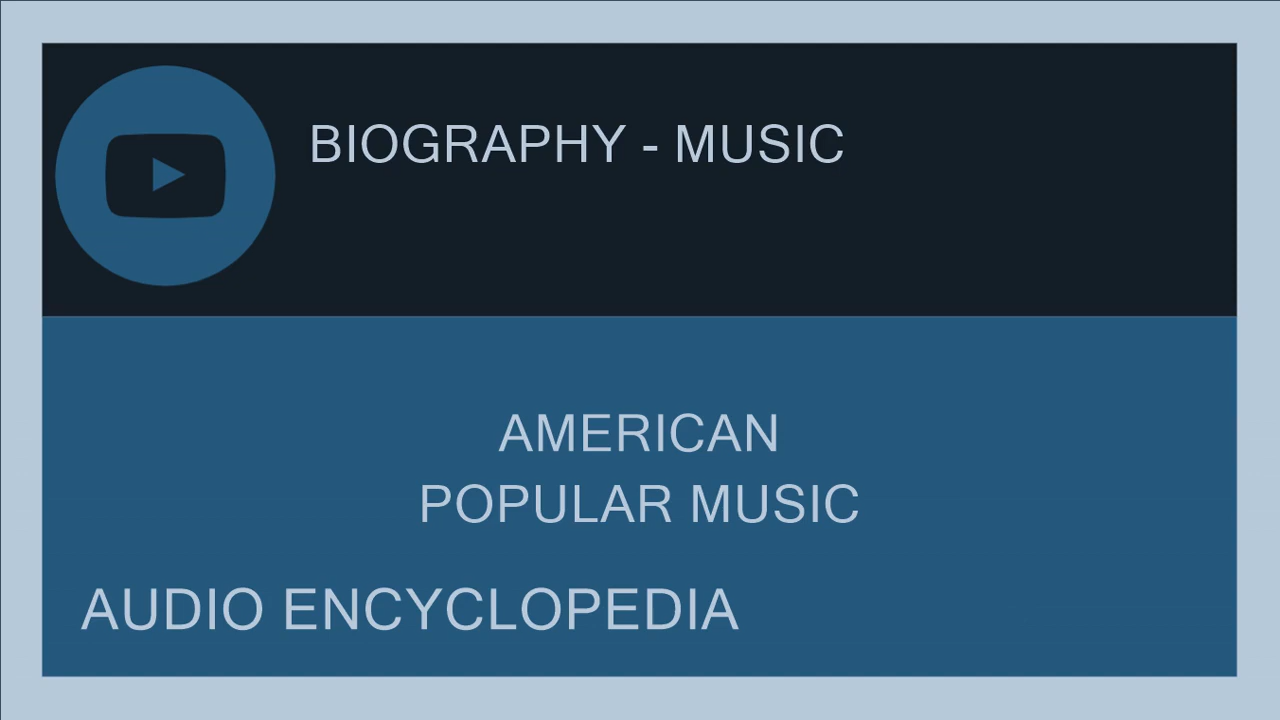 BIOGRAPHY - MUSIC
AMERICAN
POPULAR MUSIC
AUDIO ENCYCLOPEDIA